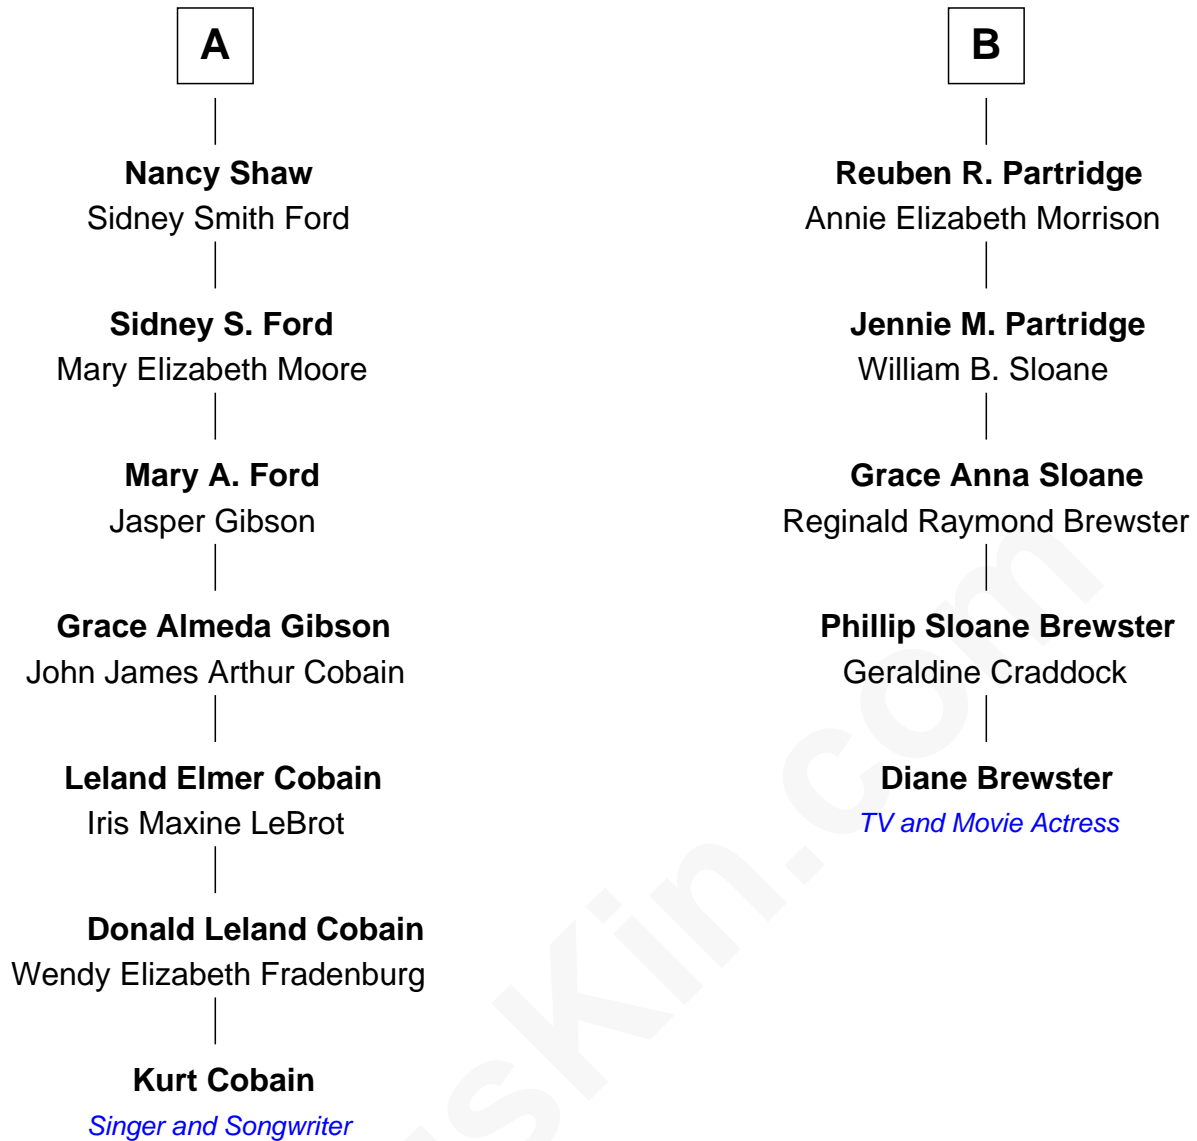 A
Nancy Shaw
Sidney Smith Ford
Sidney S. Ford
Mary Elizabeth Moore
Mary A. Ford
Jasper Gibson
Grace Almeda Gibson
John James Arthur Cobain
Leland Elmer Cobain
Iris Maxine LeBrot
Donald Leland Cobain
Wendy Elizabeth Fradenburg
Kurt Cobain
Singer and Songwriter
B
Reuben R. Partridge
Annie Elizabeth Morrison
Jennie M. Partridge
William B. Sloane
Grace Anna Sloane
Reginald Raymond Brewster
Phillip Sloane Brewster
Geraldine Craddock
Diane Brewster
TV and Movie Actress